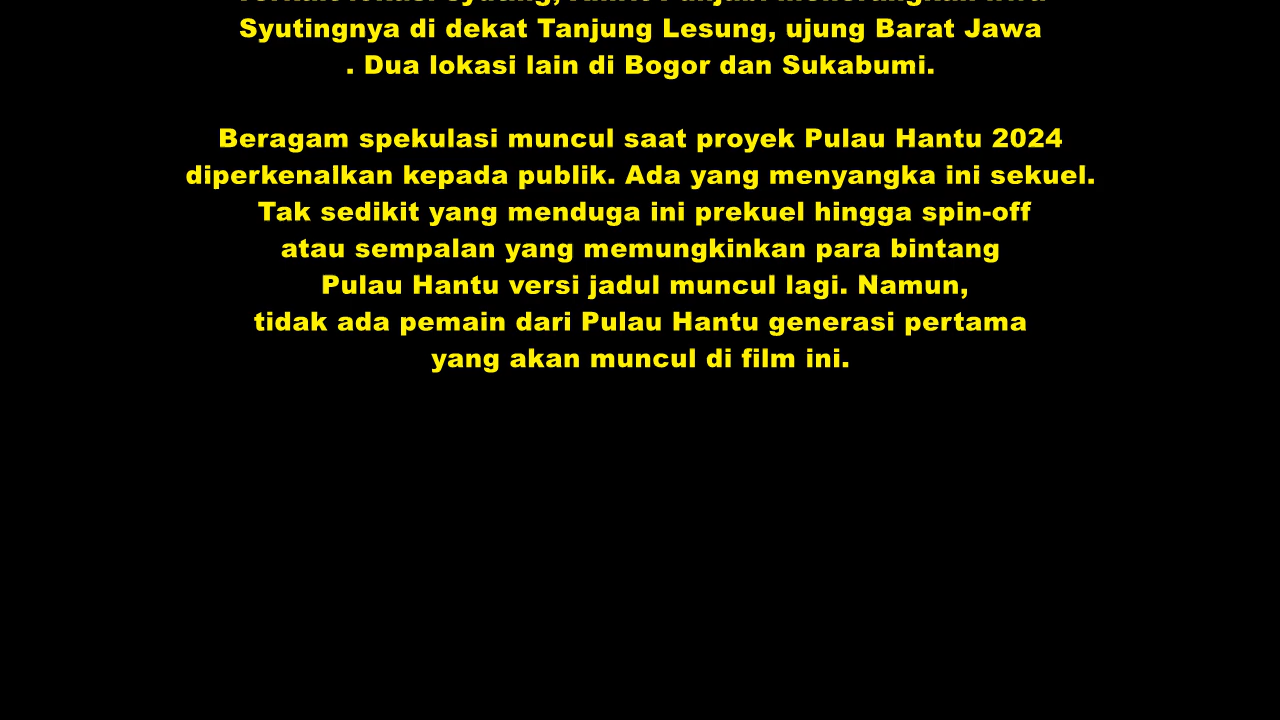 Syutingnya di dekat Tanjung Lesung, ujung Barat Jawa
. Dua lokasi lain di Bogor dan Sukabumi.
Beragam spekulasi muncul saat proyek Pulau Hantu 2024
diperkenalkan kepada publik. Ada yang menyangka ini sekuel.
Tak sedikit yang menduga ini prekuel hingga spin-off
atau sempalan yang memungkinkan para bintang
Pulau Hantu versi jadul muncul lagi. Namun,
tidak ada pemain dari Pulau Hantu generasi pertama
yang akan muncul di film ini.